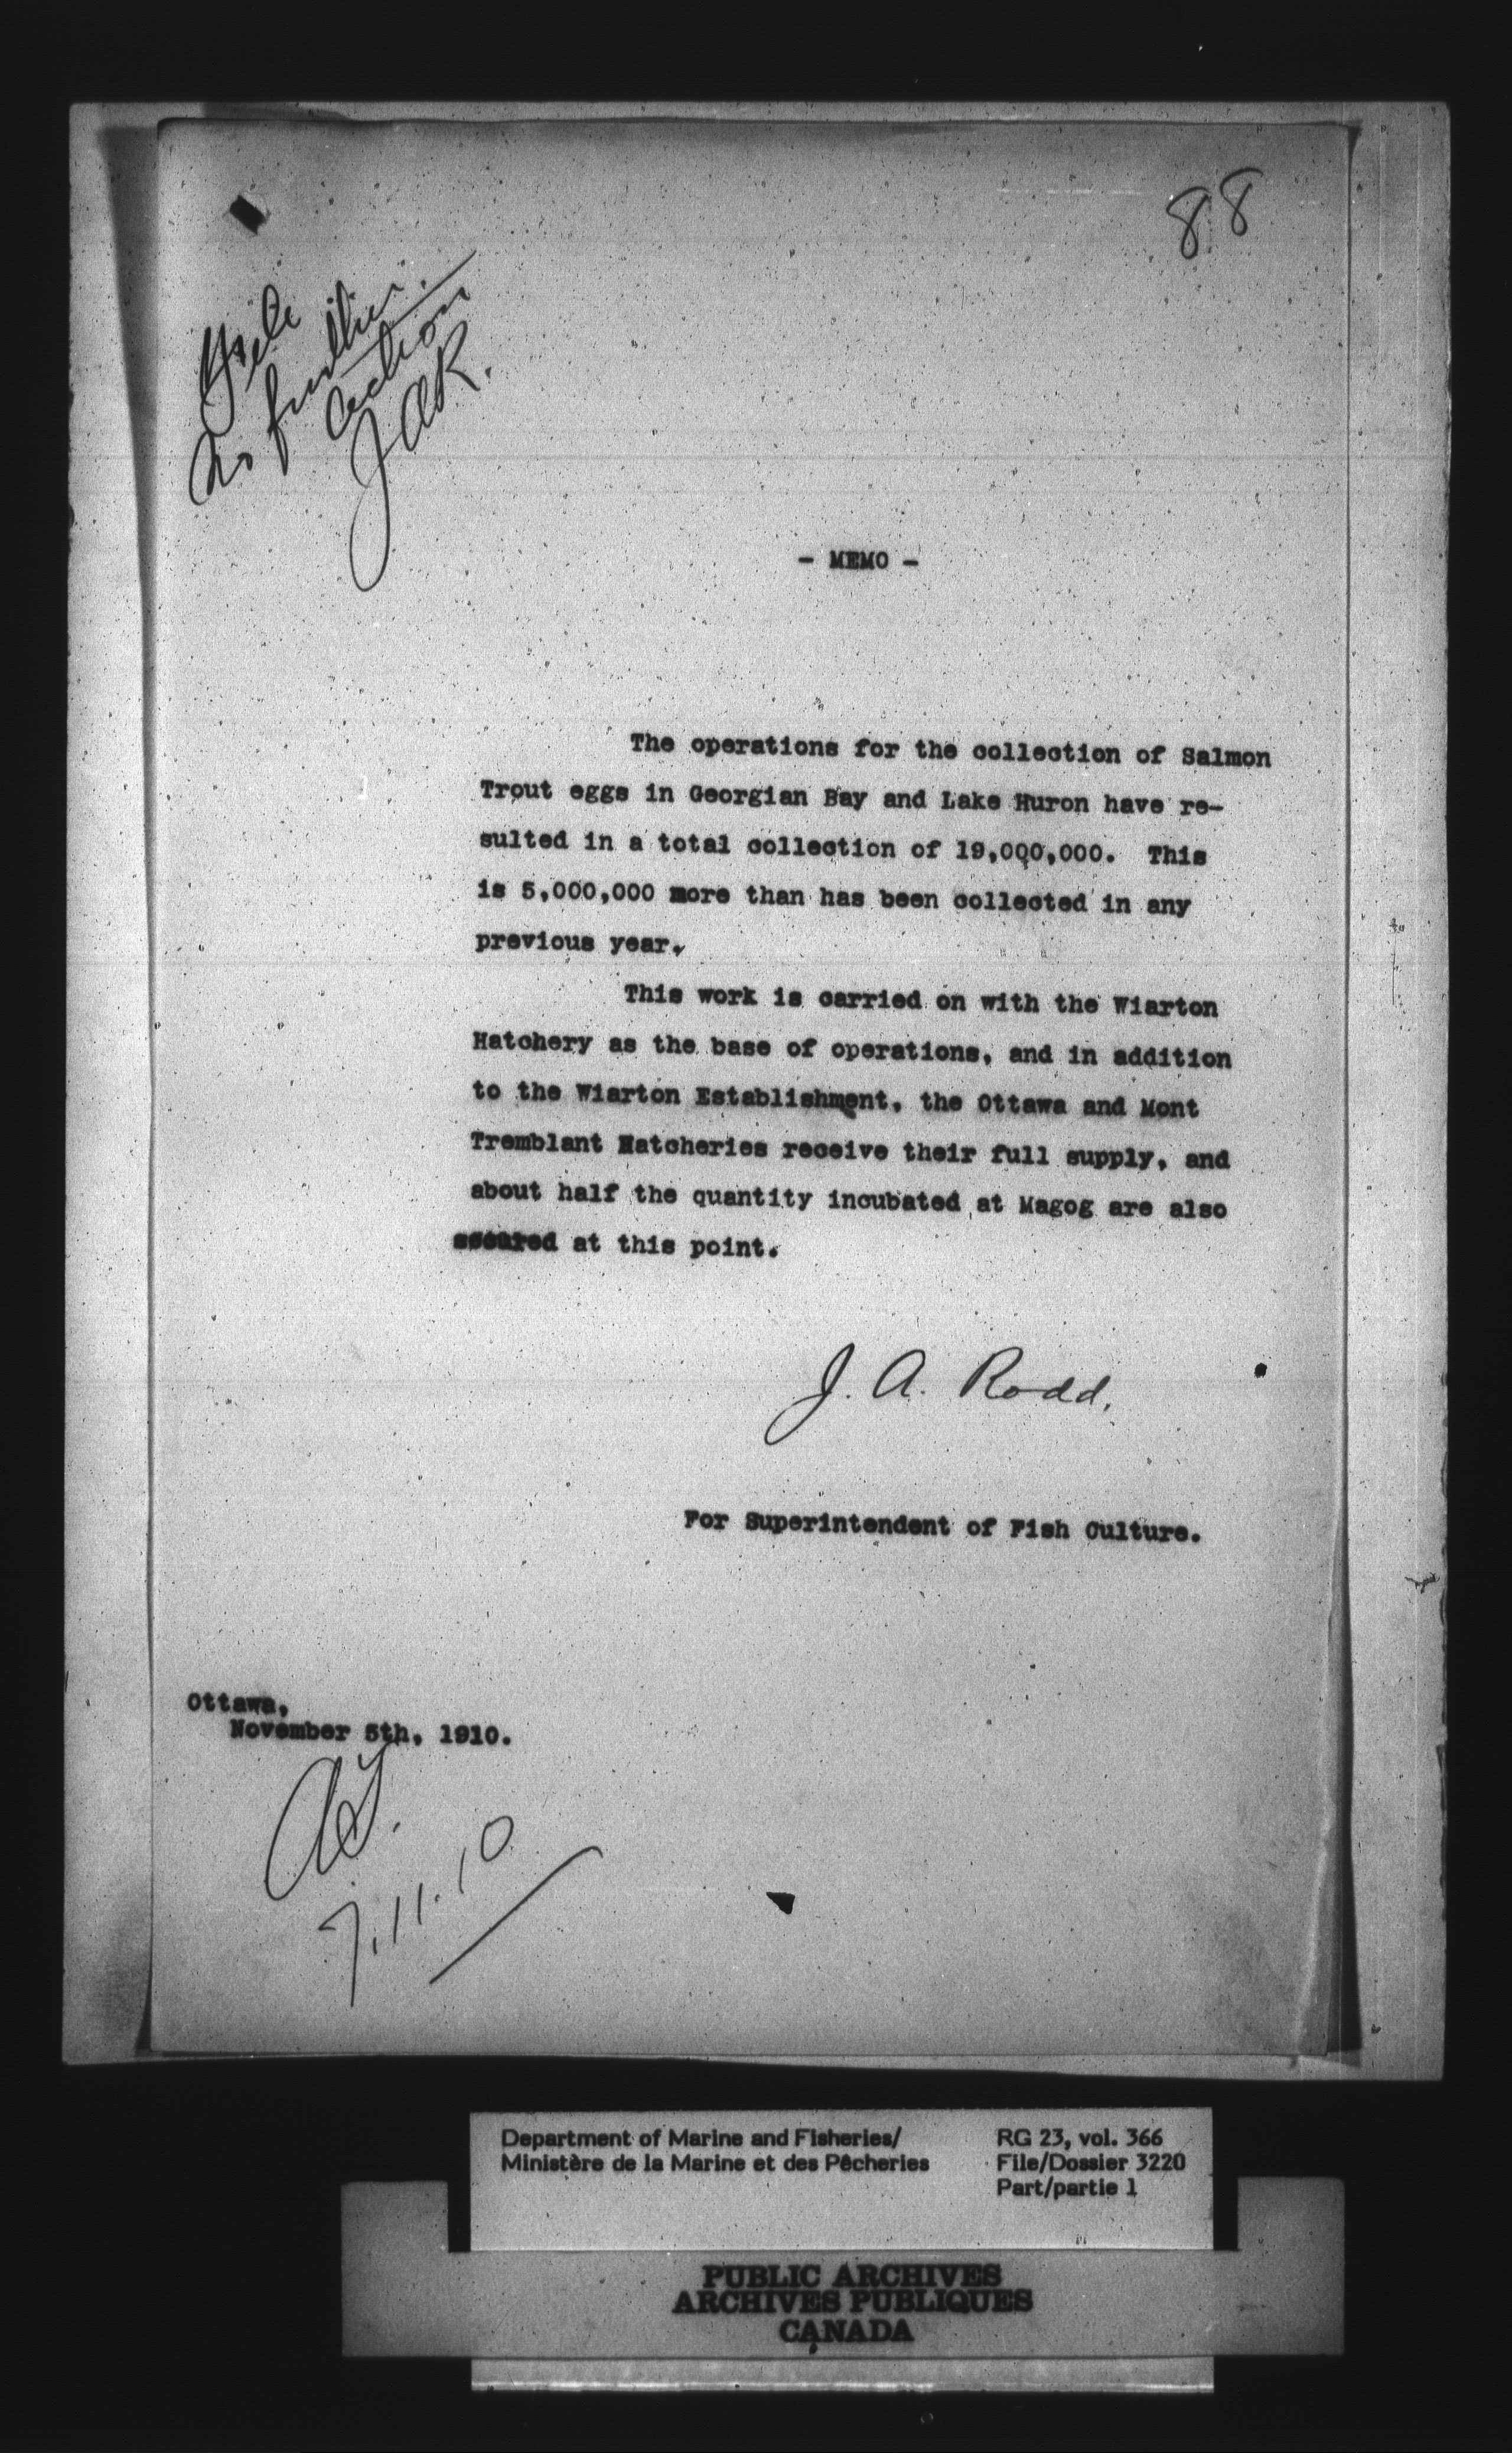 88
File
no further
action
JAR.
- MEMO -
The operations for the collection of Salmon
Trout eggs in Georgian Bay and Lake Huron have re-
sulted in a total collection of 19,000,000. This
is 5,000,000 more than has been collected in any
previous year.
This work is carried on with the Wiarton
Hatchery as the base of operations, and in addition
to the Wiarton Establishment, the Ottawa and Mont
Tremblant Hatcheries receive their full supply, and
about half the quantity incubated at Magog are also
secured at this point.
J. A. Rodd.
For Superintendent of Fish Culture.
Ottawa,
November 5th, 1910.
7.11.10
Department of Marine and Fisheries/
Ministère de la Marine et des Pêcheries
RG 23, vol. 366
File/Dossier 3220
Part/partie 1
PUBLIC ARCHIVES
ARCHIVES PUBLIQUES
CANADA